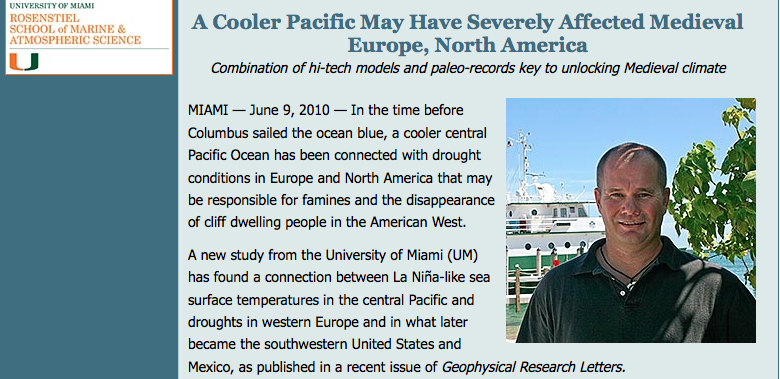 UNIVERSITY OF MIAMI
ROSENSTIEL
SCHOOL of MARINE &
ATMOSPHERIC SCIENCE
A Cooler Pacific May Have Severely Affected Medieval
Europe, North America
Combination of hi-tech models and paleo-records key to unlocking Medieval climate
MIAMI — June 9, 2010 — In the time before
Columbus sailed the ocean blue, a cooler central
Pacific Ocean has been connected with drought
conditions in Europe and North America that may
be responsible for famines and the disappearance
of cliff dwelling people in the American West.
A new study from the University of Miami (UM)
has found a connection between La Niña-like sea
surface temperatures in the central Pacific and
droughts in western Europe and in what later
became the southwestern United States and
Mexico, as published in a recent issue of Geophysical Research Letters.